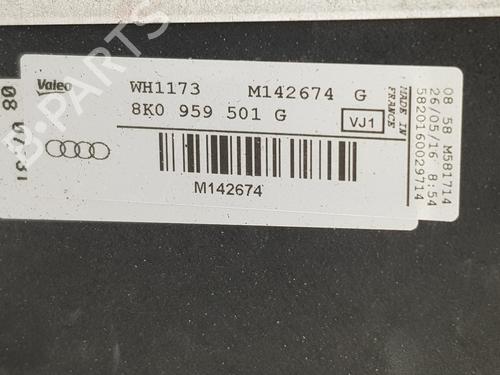 Valeo
WH1173 M142674 G
8K0 959 501 G
VJ1
MADE IN
FRANCE
M142674
08 58 M581714
26/05/16 8:54
5820160029714
B-PARTS